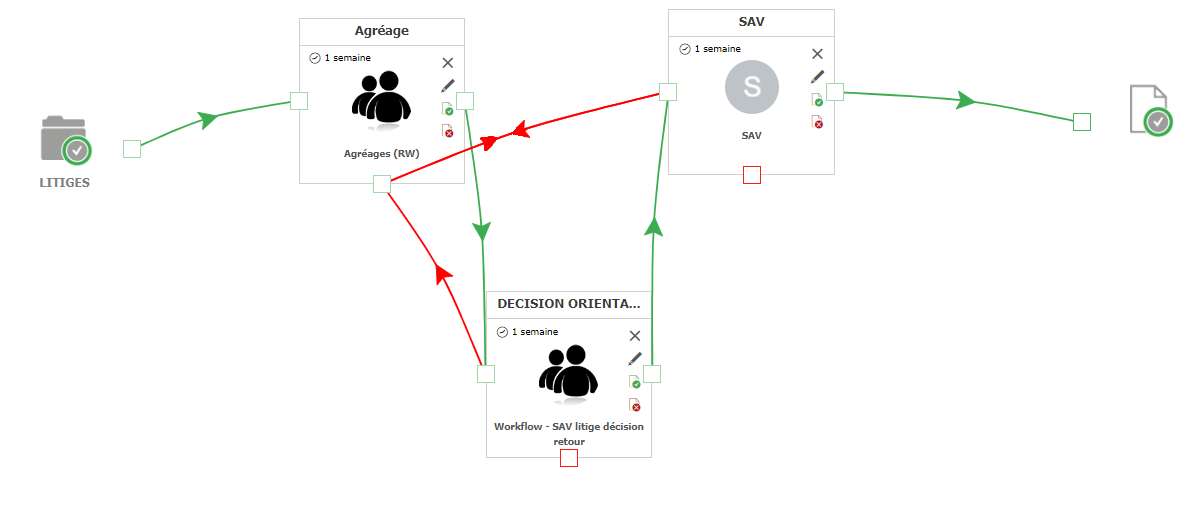 LITIGES
Agréage
1 semaine
Agréages (RW)
SAV
1 semaine
S
SAV
DECISION ORIENTA...
1 semaine
Workflow - SAV litige décision
retour